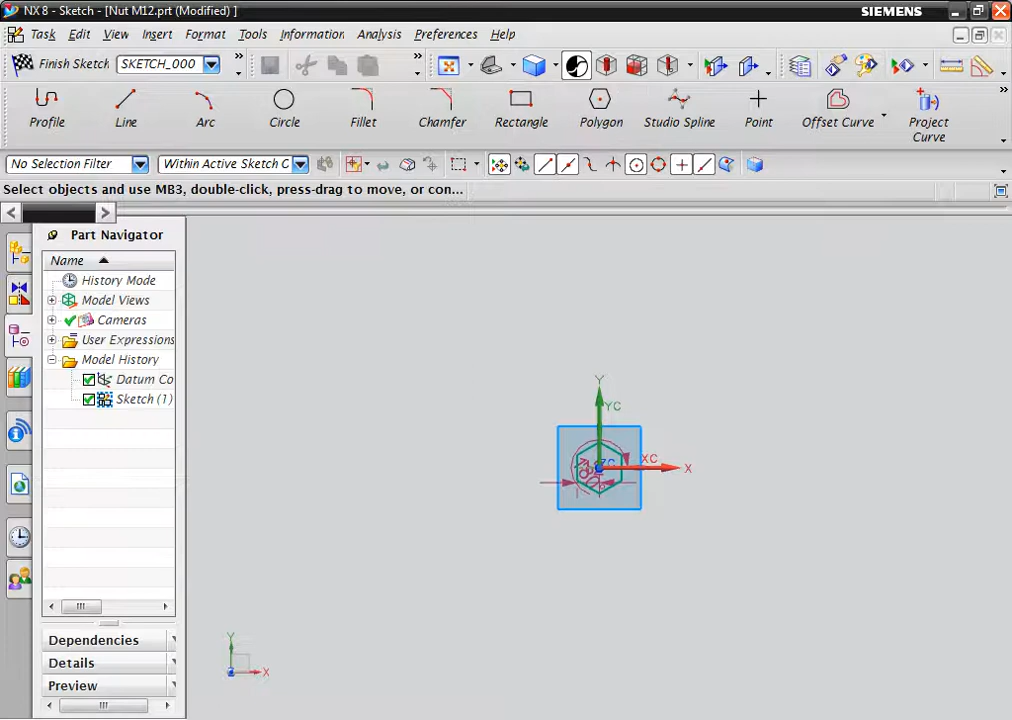 NX 8 - Sketch - [Nut M12.prt (Modified) ]
SIEMENS
Task Edit View Insert Format Tools Information Analysis Preferences Help
Finish Sketch SKETCH_000
Profile Line Arc Circle Fillet Chamfer Rectangle Polygon Studio Spline Point Offset Curve Project Curve
No Selection Filter Within Active Sketch C
Select objects and use MB3, double-click, press-drag to move, or con...
Part Navigator
Name
History Mode
Model Views
Cameras
User Expressions
Model History
Datum Co
Sketch (1)
Dependencies
Details
Preview
Y
YC
XC
X
ZC
Y
X